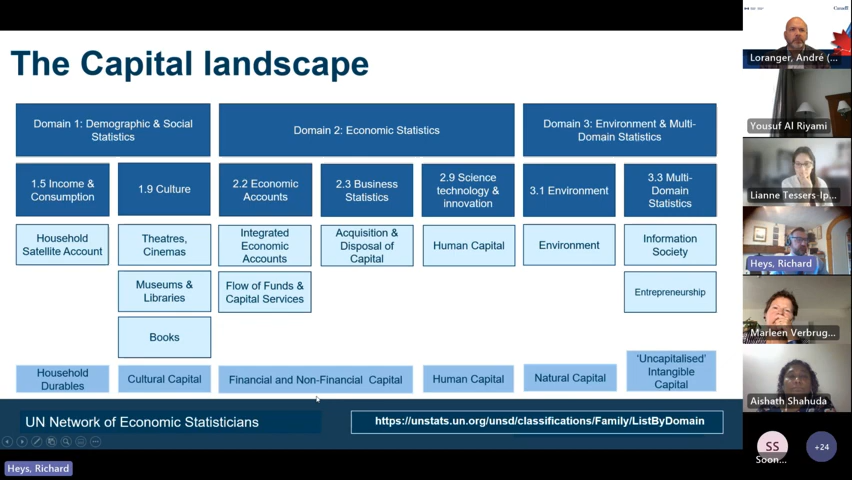 The Capital landscape
Domain 1: Demographic & Social
Statistics
Domain 2: Economic Statistics
Domain 3: Environment & Multi-
Domain Statistics
1.5 Income &
Consumption
1.9 Culture
2.2 Economic
Accounts
2.3 Business
Statistics
2.9 Science
technology &
innovation
3.1 Environment
3.3 Multi-
Domain
Statistics
Household
Satellite Account
Theatres,
Cinemas
Integrated
Economic
Accounts
Acquisition &
Disposal of
Capital
Human Capital
Environment
Information
Society
Museums &
Libraries
Flow of Funds &
Capital Services
Entrepreneurship
Books
Household
Durables
Cultural Capital
Financial and Non-Financial Capital
Human Capital
Natural Capital
‘Uncapitalised’
Intangible
Capital
UN Network of Economic Statisticians
https://unstats.un.org/unsd/classifications/Family/ListByDomain
Heys, Richard
Canada
Loranger, André (...
Yousuf Al Riyami
Lianne Tessers-Ip...
Heys, Richard
Marleen Verbrug...
Aishath Shahuda
SS
Soon...
+24